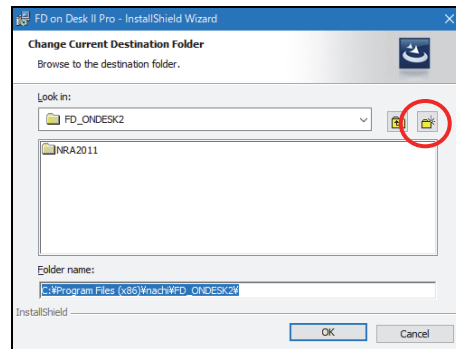 FD on Desk II Pro - InstallShield Wizard
Change Current Destination Folder
Browse to the destination folder.
Look in:
FD_ONDESK2
NRA2011
Folder name:
C:¥Program Files (x86)¥nachi¥FD_ONDESK2¥
InstallShield
OK
Cancel